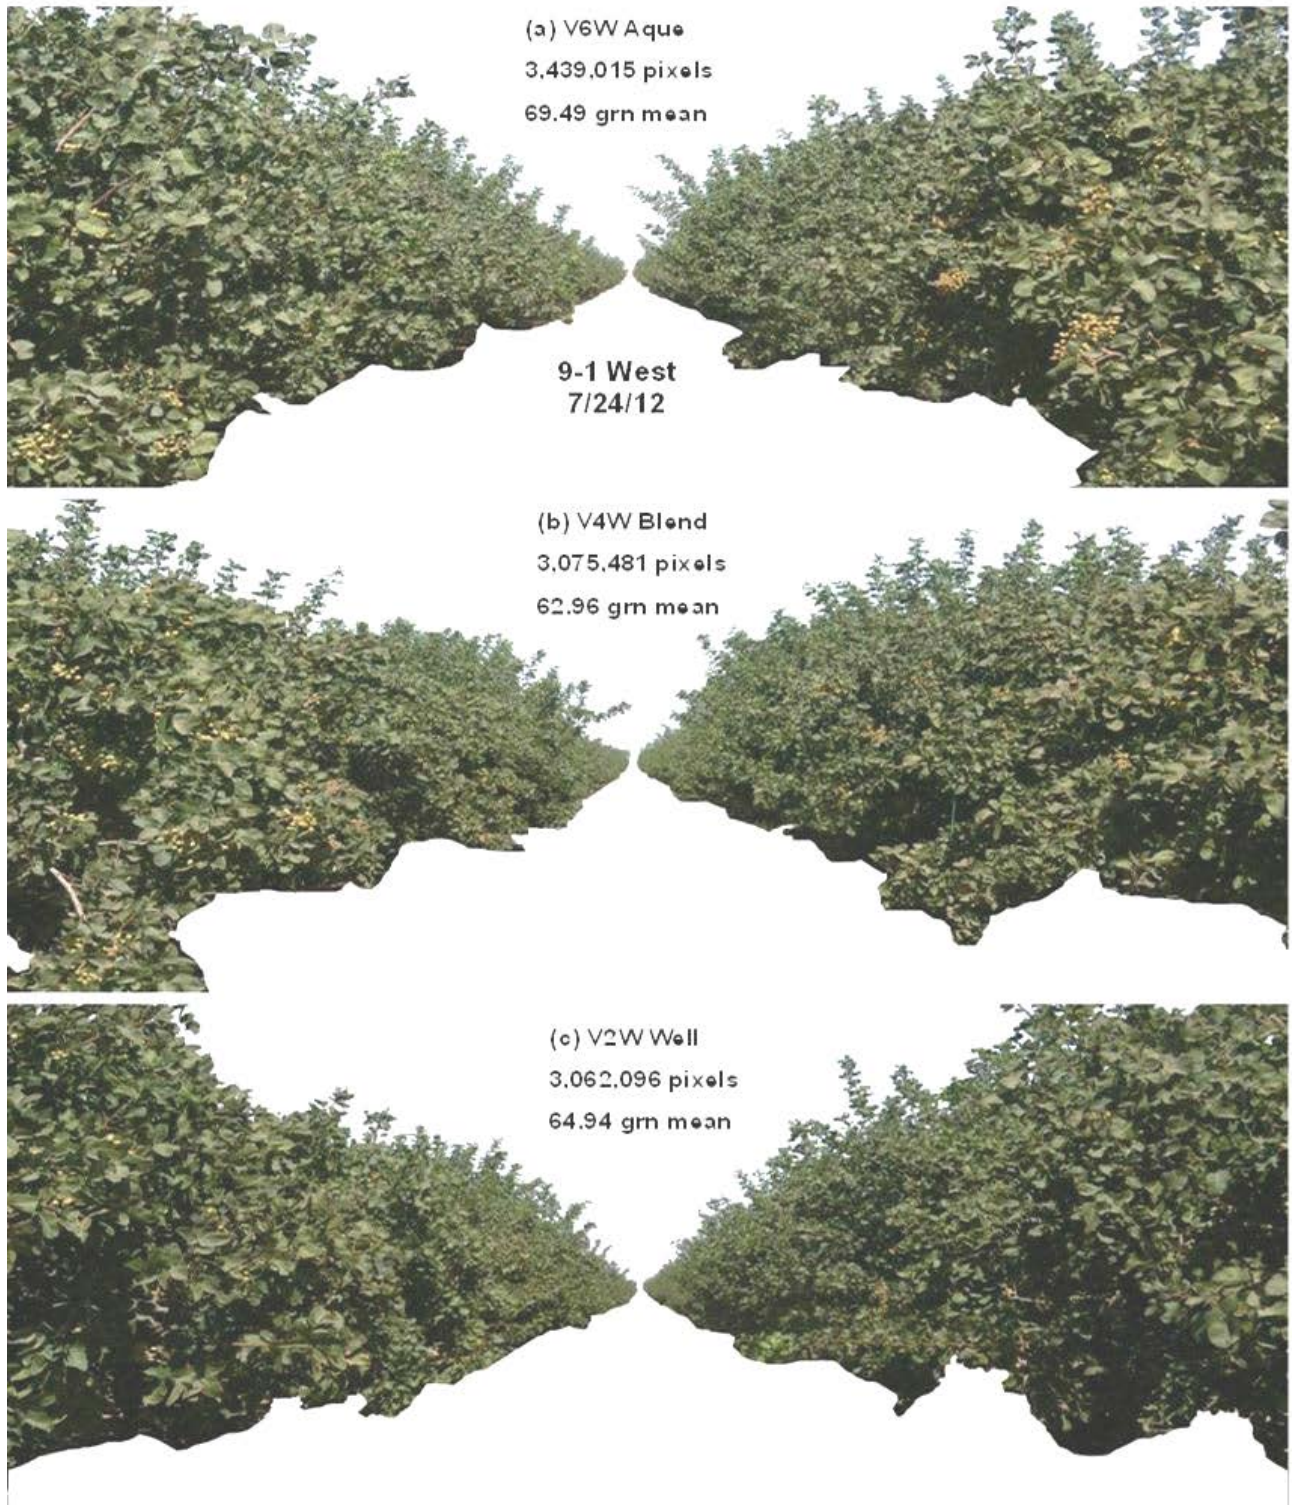 (a) V6W Aque
3,439,015 pixels
69.49 grn mean
9-1 West
7/24/12
(b) V4W Blend
3,075,481 pixels
62.96 grn mean
(c) V2W Well
3,062,096 pixels
64.94 grn mean